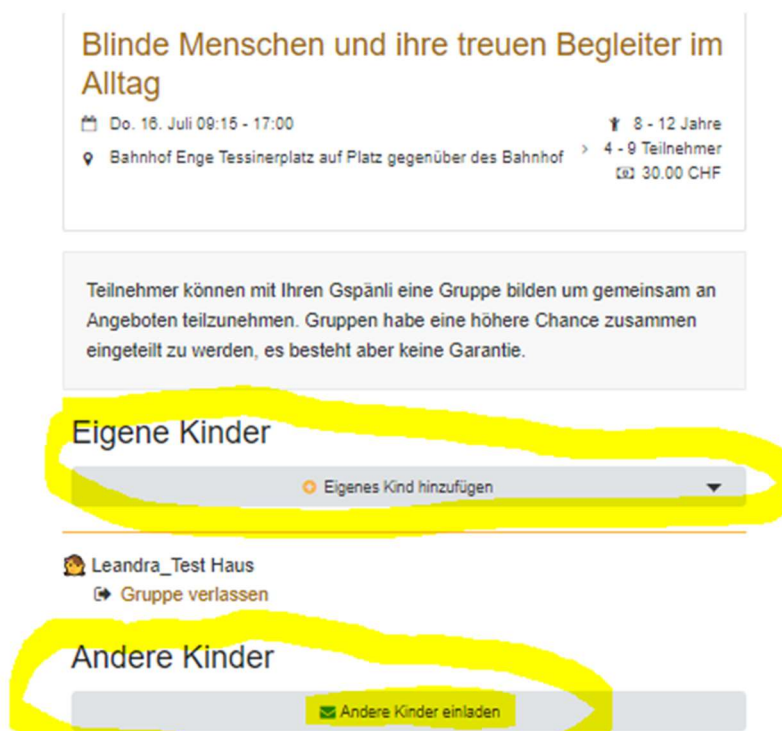 Blinde Menschen und ihre treuen Begleiter im
Alltag
Do. 16. Juli 09:15 - 17:00
8 - 12 Jahre
Bahnhof Enge Tessinerplatz auf Platz gegenüber des Bahnhof
4 - 9 Teilnehmer
30.00 CHF
Teilnehmer können mit Ihren Gspänli eine Gruppe bilden um gemeinsam an
Angeboten teilzunehmen. Gruppen habe eine höhere Chance zusammen
eingeteilt zu werden, es besteht aber keine Garantie.
Eigene Kinder
Eigenes Kind hinzufügen
Leandra_Test Haus
Gruppe verlassen
Andere Kinder
Andere Kinder einladen